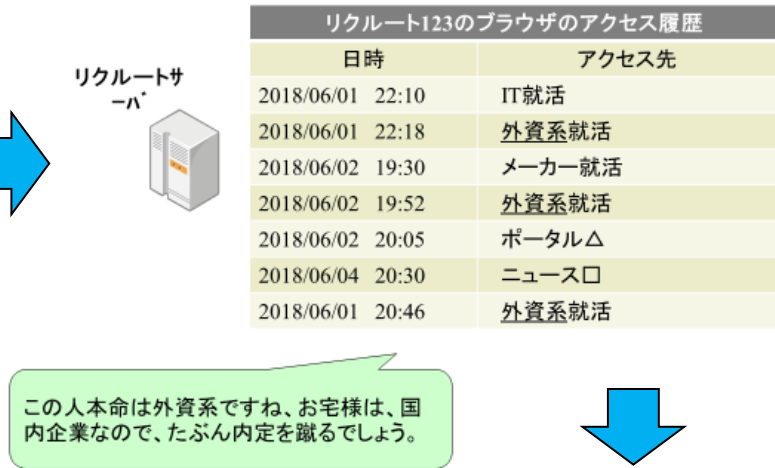 リクルート123のブラウザのアクセス履歴
日時 アクセス先
リクルートサ
ーバ
2018/06/01 22:10 IT就活
2018/06/01 22:18 外資系就活
2018/06/02 19:30 メーカー就活
2018/06/02 19:52 外資系就活
2018/06/02 20:05 ポータル△
2018/06/04 20:30 ニュース□
2018/06/01 20:46 外資系就活
この人本命は外資系ですね、お宅様は、国
内企業なので、たぶん内定を蹴るでしょう。